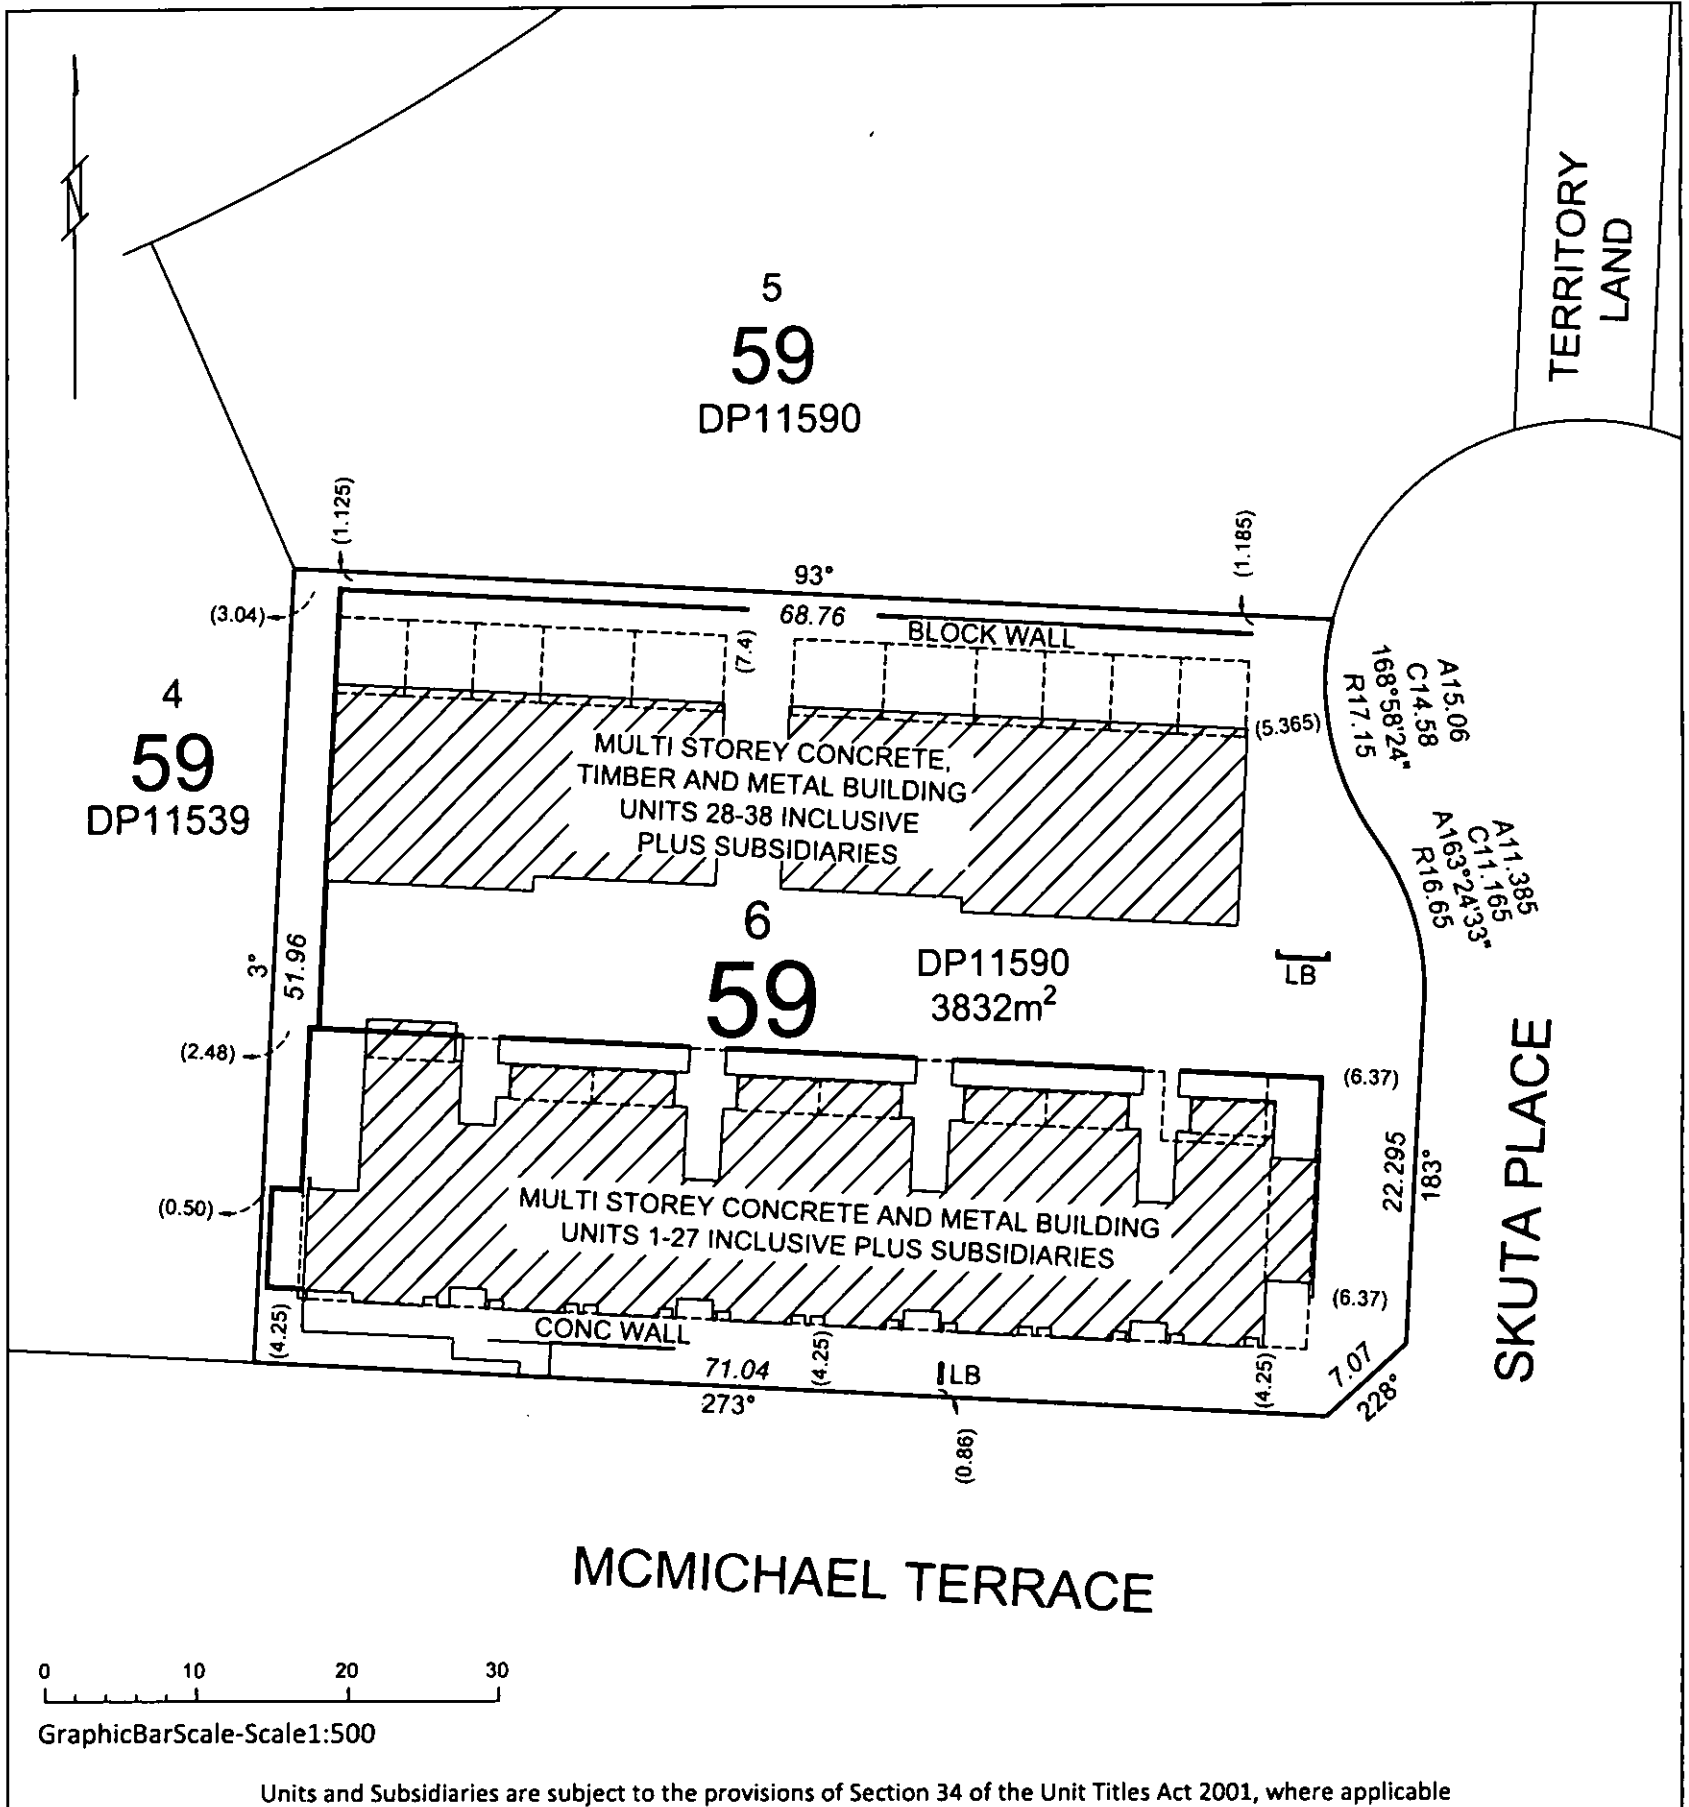 N
TERRITORY
LAND
5
59
DP11590
(1.125)
(1.185)
93°
(3.04)
68.76
BLOCK WALL
(7.4)
4
59
DP11539
A15.06
C14.58
168°58'24"
R17.15
(5.365)
MULTI STOREY CONCRETE,
TIMBER AND METAL BUILDING
UNITS 28-38 INCLUSIVE
PLUS SUBSIDIARIES
A11.385
C11.165
A163°24'33"
R16.65
6
59
DP11590
3832m²
LB
3°
51.96
(2.48)
(6.37)
SKUTA PLACE
22.295
183°
(0.50)
MULTI STOREY CONCRETE AND METAL BUILDING
UNITS 1-27 INCLUSIVE PLUS SUBSIDIARIES
(6.37)
(4.25)
CONC WALL
71.04
(4.25)
LB
(4.25)
7.07
228°
273°
(0.86)
MCMICHAEL TERRACE
0 10 20 30
GraphicBarScale-Scale1:500
Units and Subsidiaries are subject to the provisions of Section 34 of the Unit Titles Act 2001, where applicable